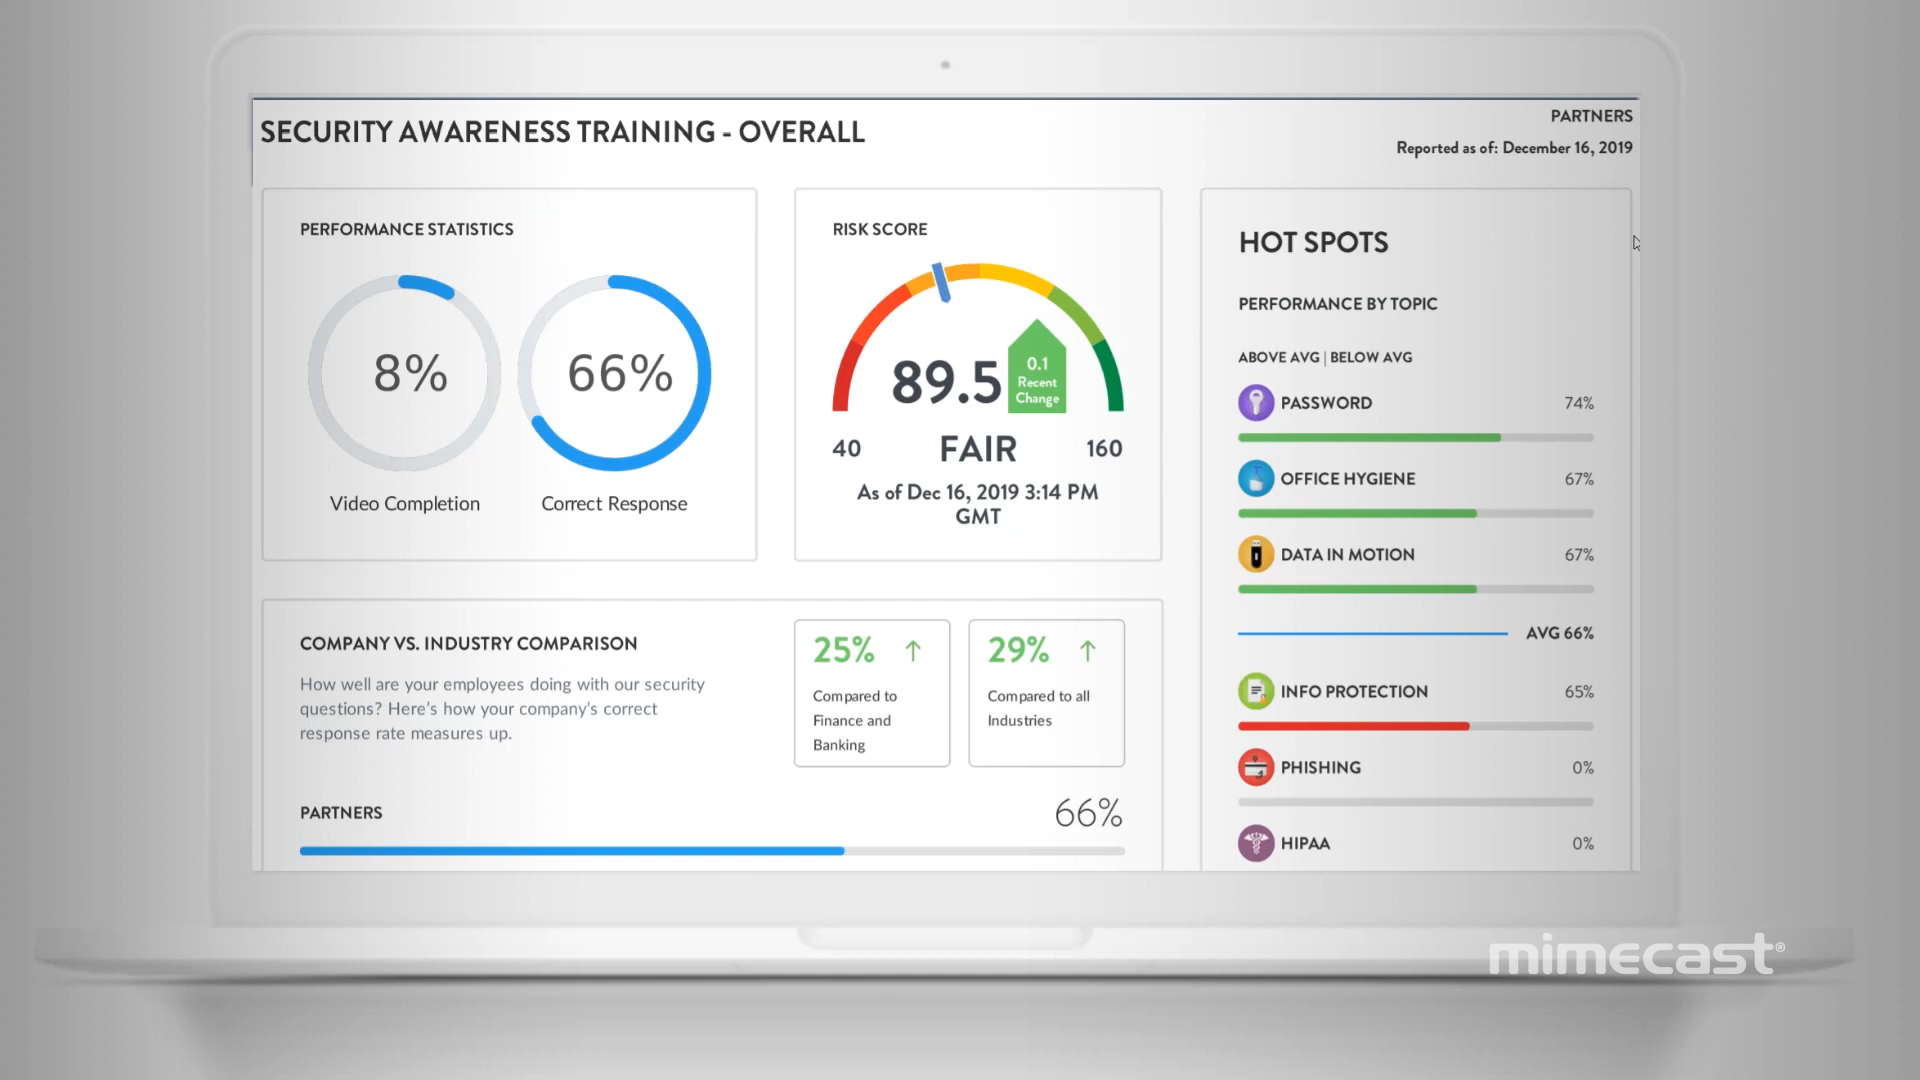 SECURITY AWARENESS TRAINING - OVERALL
PARTNERS
Reported as of: December 16, 2019
PERFORMANCE STATISTICS
8%
66%
Video Completion
Correct Response
RISK SCORE
89.5
0.1
Recent
Change
40
FAIR
160
As of Dec 16, 2019 3:14 PM
GMT
HOT SPOTS
PERFORMANCE BY TOPIC
ABOVE AVG | BELOW AVG
PASSWORD 74%
OFFICE HYGIENE 67%
DATA IN MOTION 67%
AVG 66%
INFO PROTECTION 65%
PHISHING 0%
HIPAA 0%
COMPANY VS. INDUSTRY COMPARISON
How well are your employees doing with our security
questions? Here's how your company's correct
response rate measures up.
25% ↑
Compared to
Finance and
Banking
29% ↑
Compared to all
Industries
PARTNERS 66%
mimecast®